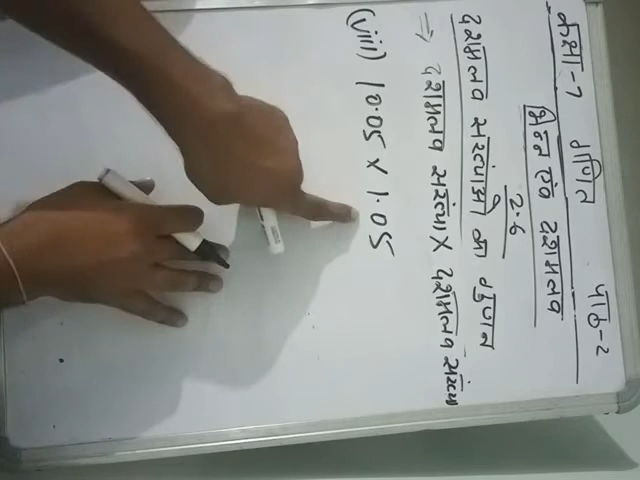 कक्षा-7 गणित पाठ-2
भिन्न एवं दशमलव
2.6
दशमलव संख्याओं का गुणन
⇒ दशमलव संख्या × दशमलव संख्या
(viii) 10.05 × 1.05